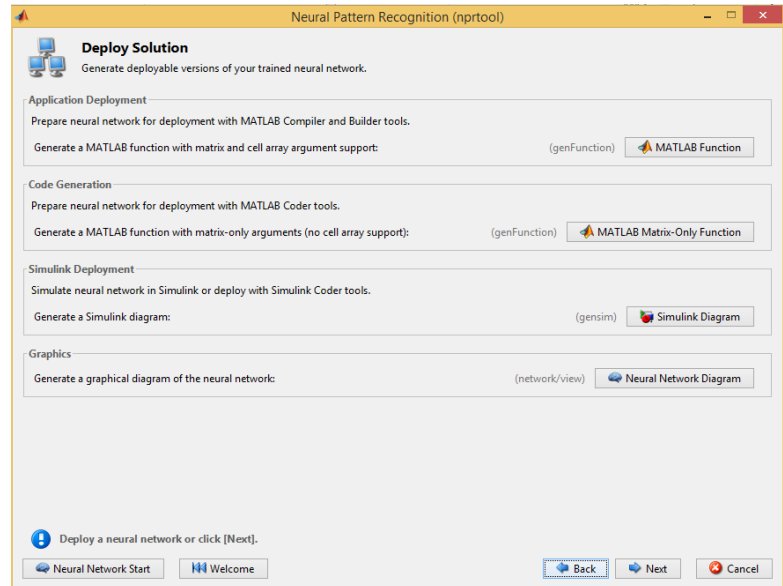 Neural Pattern Recognition (nprtool)
Deploy Solution
Generate deployable versions of your trained neural network.
Application Deployment
Prepare neural network for deployment with MATLAB Compiler and Builder tools.
Generate a MATLAB function with matrix and cell array argument support: (genFunction) MATLAB Function
Code Generation
Prepare neural network for deployment with MATLAB Coder tools.
Generate a MATLAB function with matrix-only arguments (no cell array support): (genFunction) MATLAB Matrix-Only Function
Simulink Deployment
Simulate neural network in Simulink or deploy with Simulink Coder tools.
Generate a Simulink diagram: (gensim) Simulink Diagram
Graphics
Generate a graphical diagram of the neural network: (network/view) Neural Network Diagram
Deploy a neural network or click [Next].
Neural Network Start Welcome Back Next Cancel